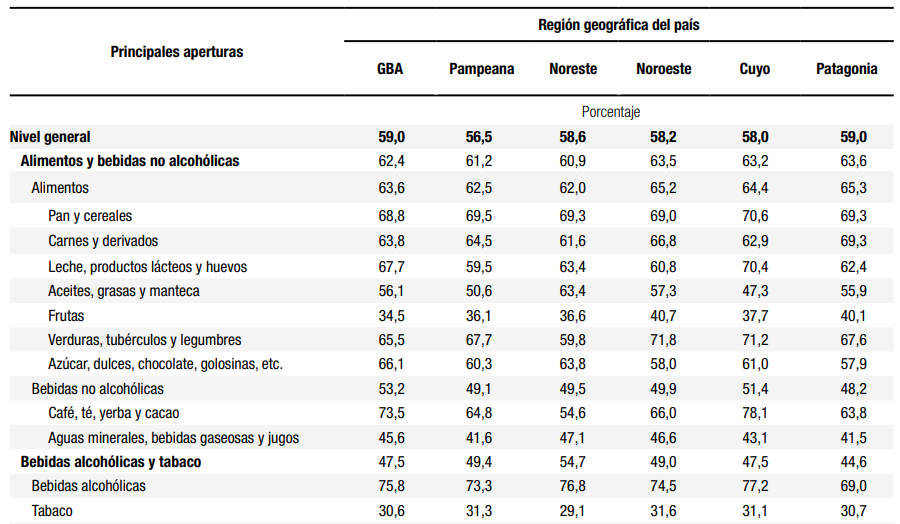 Principales aperturas
Región geográfica del país
GBA Pampeana Noreste Noroeste Cuyo Patagonia
Porcentaje
Nivel general 59,0 56,5 58,6 58,2 58,0 59,0
Alimentos y bebidas no alcohólicas 62,4 61,2 60,9 63,5 63,2 63,6
Alimentos 63,6 62,5 62,0 65,2 64,4 65,3
Pan y cereales 68,8 69,5 69,3 69,0 70,6 69,3
Carnes y derivados 63,8 64,5 61,6 66,8 62,9 69,3
Leche, productos lácteos y huevos 67,7 59,5 63,4 60,8 70,4 62,4
Aceites, grasas y manteca 56,1 50,6 63,4 57,3 47,3 55,9
Frutas 34,5 36,1 36,6 40,7 37,7 40,1
Verduras, tubérculos y legumbres 65,5 67,7 59,8 71,8 71,2 67,6
Azúcar, dulces, chocolate, golosinas, etc. 66,1 60,3 63,8 58,0 61,0 57,9
Bebidas no alcohólicas 53,2 49,1 49,5 49,9 51,4 48,2
Café, té, yerba y cacao 73,5 64,8 54,6 66,0 78,1 63,8
Aguas minerales, bebidas gaseosas y jugos 45,6 41,6 47,1 46,6 43,1 41,5
Bebidas alcohólicas y tabaco 47,5 49,4 54,7 49,0 47,5 44,6
Bebidas alcohólicas 75,8 73,3 76,8 74,5 77,2 69,0
Tabaco 30,6 31,3 29,1 31,6 31,1 30,7